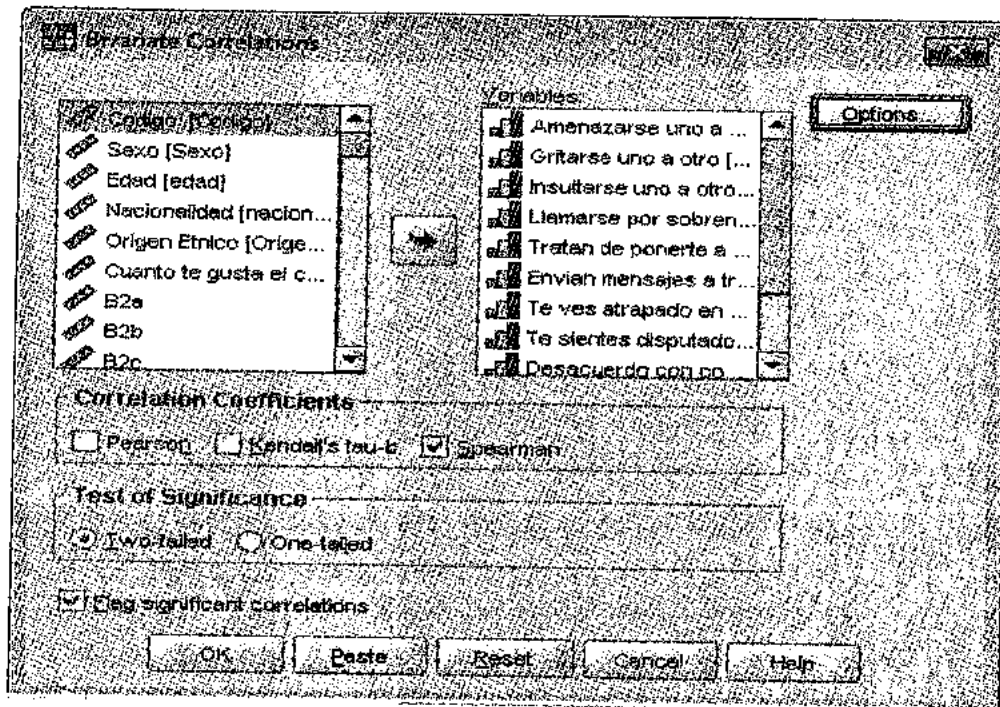 Bivariate Correlations
Codigo [Codigo]
Sexo [Sexo]
Edad [edad]
Nacionalidad [nacion...
Origen Etnico [Orige...
Cuanto te gusta el c...
B2a
B2b
B2c
Variables:
Amenazarse uno a ...
Gritarse uno a otro [...
Insultarse uno a otro...
Llamarse por sobren...
Tratan de ponerte a ...
Envian mensajes a tr...
Te ves atrapado en ...
Te sientes disputado...
Desacuerdo con co...
Options...
Correlation Coefficients
Pearson Kendall's tau-b Spearman
Test of Significance
Two-tailed One-tailed
Flag significant correlations
OK Paste Reset Cancel Help